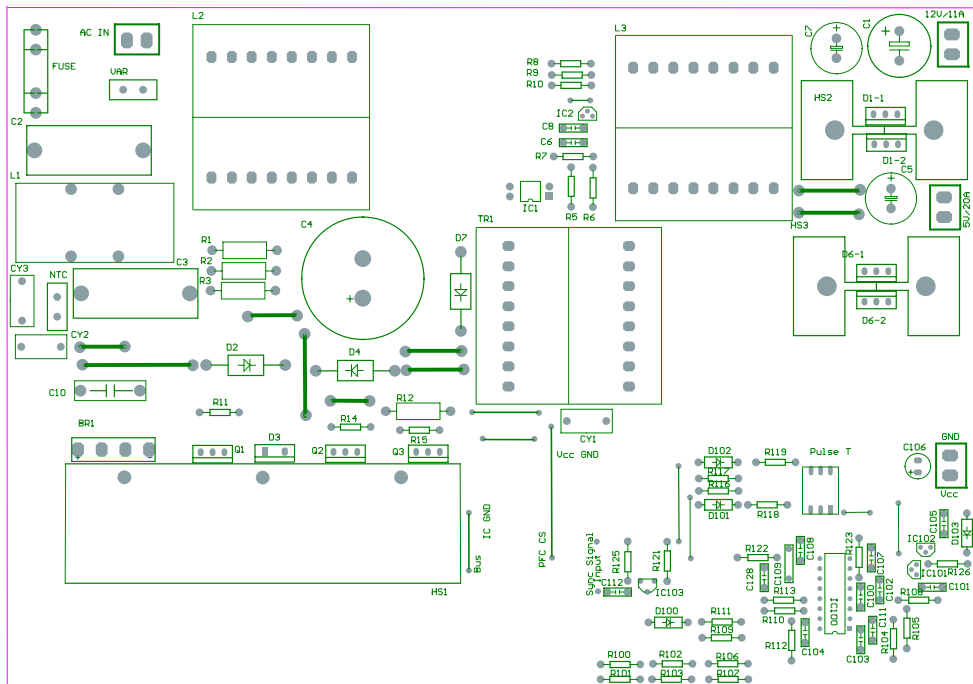 L2
L3
C7
C1
12V/11A
AC IN
FUSE
VAR
R8
R9
R10
HS2
D1-1
IC2
C8
C6
C2
R7
D1-2
C5
L1
IC1
R5
R6
TR1
HS3
5V/20A
C4
R1
D7
R2
C3
R3
CY3
NTC
D6-1
D6-2
CY2
D2
D4
C10
R11
R12
R14
R15
CY1
BR1
+
-
Q1
D3
Q2
Q3
Vcc GND
D102
R119
Pulse T
C106
GND
R117
R116
D101
R118
Vcc
Bus
IC GND
PFC CS
Sync Signal
Input
R125
R121
R122
C128
C109
C108
R123
C107
IC102
C105
D103
IC101
R126
C101
C112
IC103
R113
R110
IC100
C100
C102
R108
D100
R111
R109
R112
C104
C103
C111
R104
R105
HS1
R100
R101
R102
R103
R106
R107